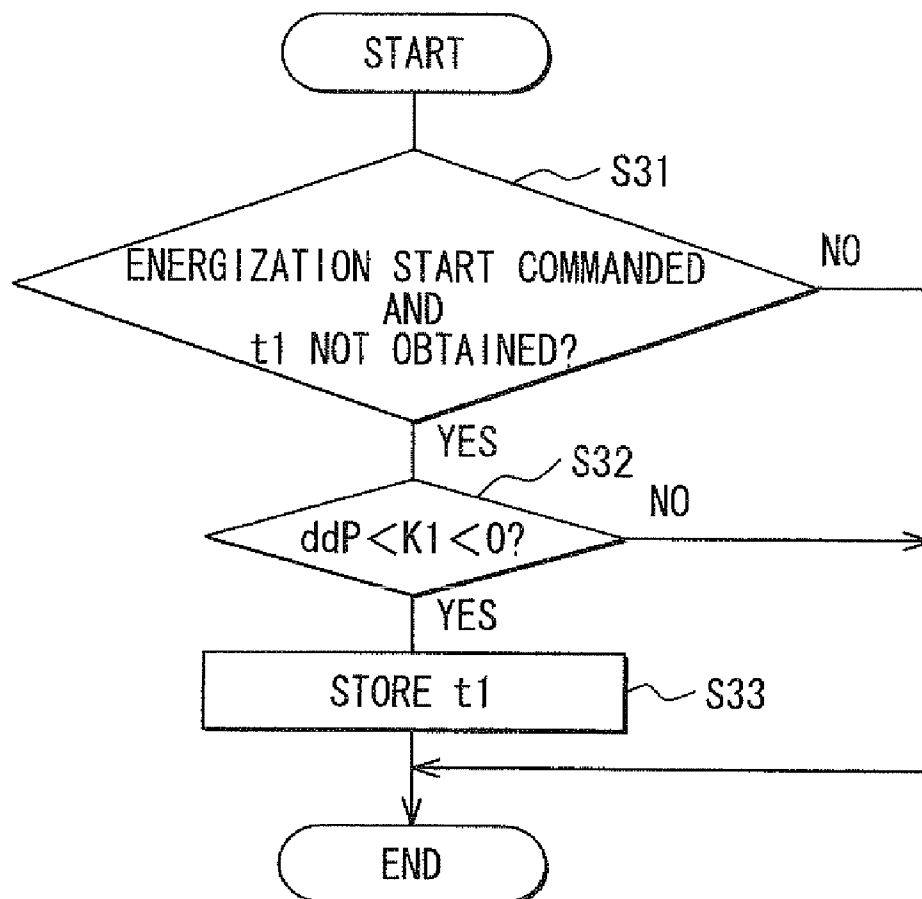 START
S31
ENERGIZATION START COMMANDED
AND
t1 NOT OBTAINED?
NO
YES
S32
ddP<K1<0?
NO
YES
STORE t1
S33
END